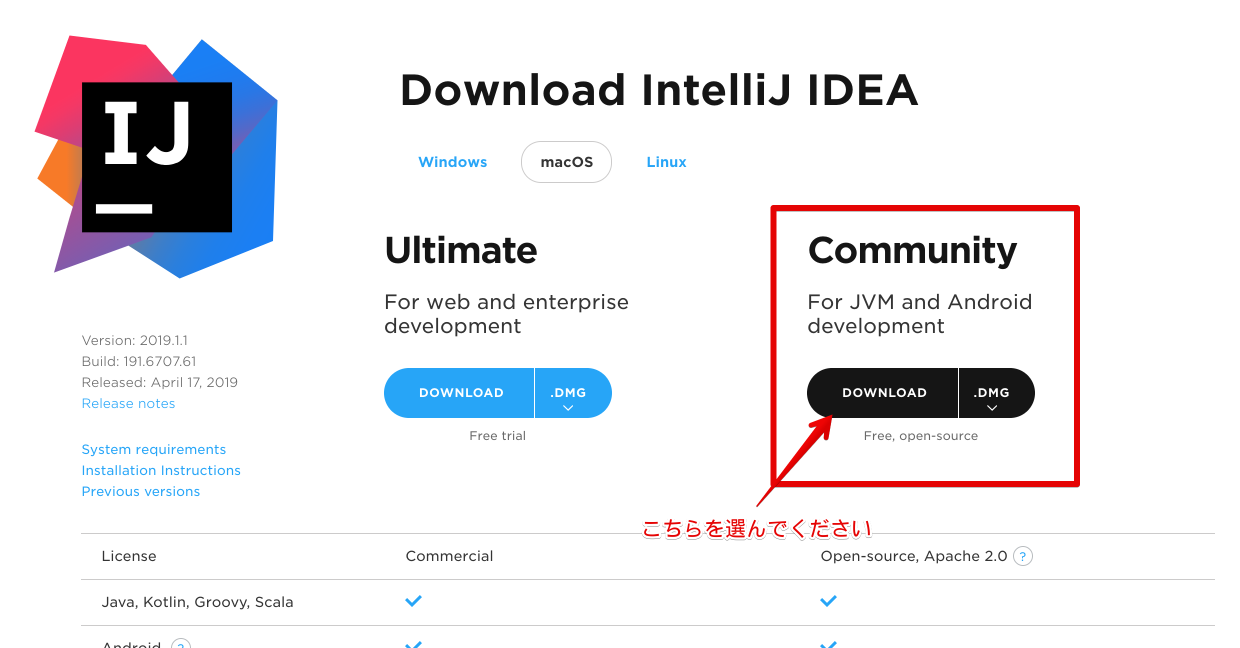 IJ
Download IntelliJ IDEA
Windows
macOS
Linux
Ultimate
For web and enterprise
development
DOWNLOAD
.DMG
Free trial
Community
For JVM and Android
development
DOWNLOAD
.DMG
Free, open-source
こちらを選んでください
Version: 2019.1.1
Build: 191.6707.61
Released: April 17, 2019
Release notes
System requirements
Installation Instructions
Previous versions
License
Commercial
Open-source, Apache 2.0 ?
Java, Kotlin, Groovy, Scala
Android ?